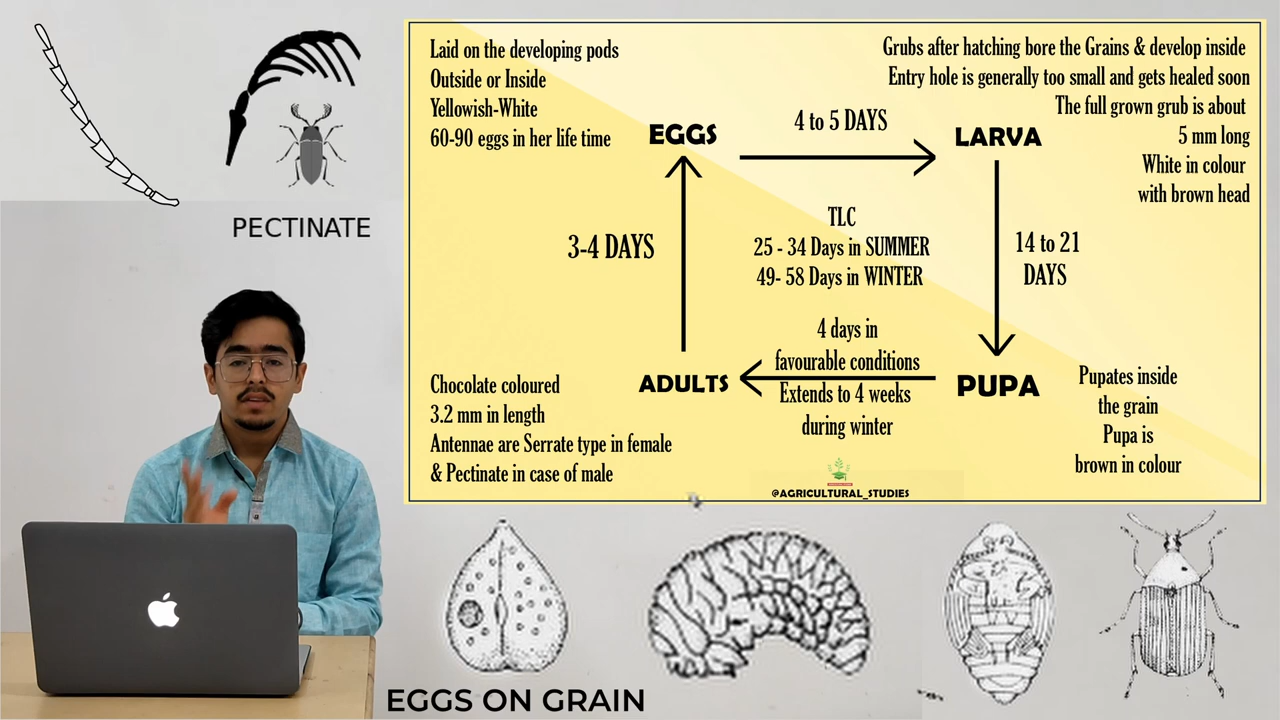 Laid on the developing pods
Outside or Inside
Yellowish-White
60-90 eggs in her life time
EGGS
4 to 5 DAYS
LARVA
Grubs after hatching bore the Grains & develop inside
Entry hole is generally too small and gets healed soon
The full grown grub is about
5 mm long
White in colour
with brown head
PECTINATE
3-4 DAYS
TLC
25 - 34 Days in SUMMER
49- 58 Days in WINTER
14 to 21
DAYS
4 days in
favourable conditions
Extends to 4 weeks
during winter
ADULTS
PUPA
Chocolate coloured
3.2 mm in length
Antennae are Serrate type in female
& Pectinate in case of male
Pupates inside
the grain
Pupa is
brown in colour
@AGRICULTURAL_STUDIES
EGGS ON GRAIN